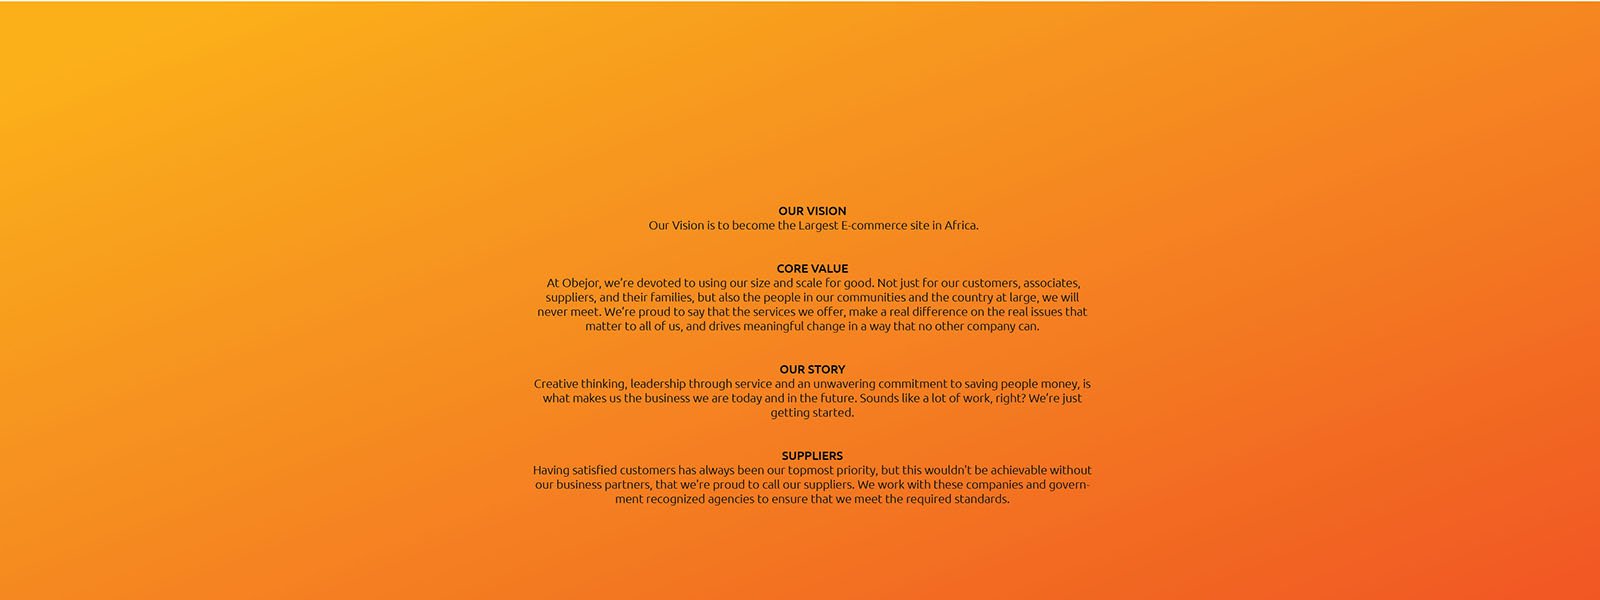 OUR VISION
Our Vision is to become the Largest E-commerce site in Africa.
CORE VALUE
At Obejor, we're devoted to using our size and scale for good. Not just for our customers, associates,
suppliers, and their families, but also the people in our communities and the country at large, we will
never meet. We're proud to say that the services we offer, make a real difference on the real issues that
matter to all of us, and drives meaningful change in a way that no other company can.
OUR STORY
Creative thinking, leadership through service and an unwavering commitment to saving people money, is
what makes us the business we are today and in the future. Sounds like a lot of work, right? We're just
getting started.
SUPPLIERS
Having satisfied customers has always been our topmost priority, but this wouldn't be achievable without
our business partners, that we're proud to call our suppliers. We work with these companies and govern-
ment recognized agencies to ensure that we meet the required standards.